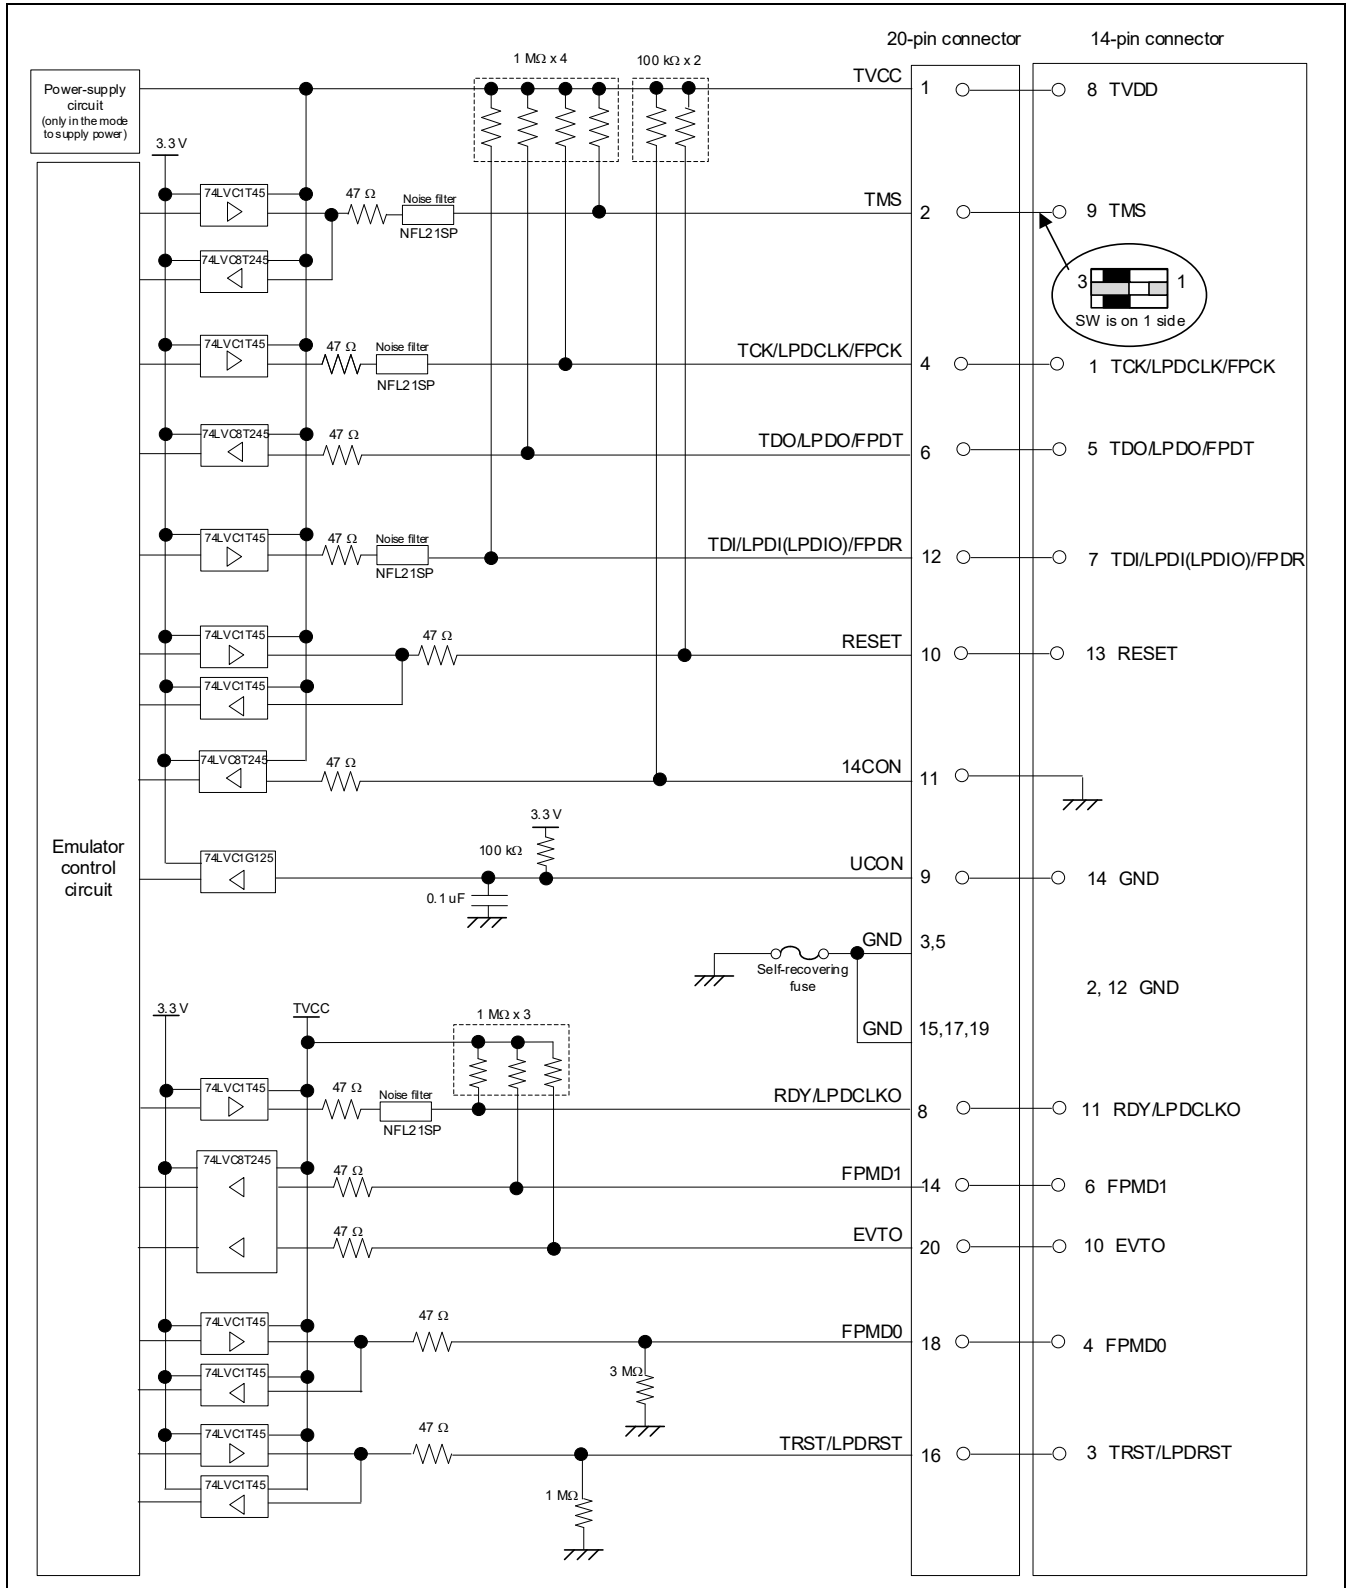 20-pin connector
14-pin connector
1 MΩ x 4
100 kΩ x 2
TVCC
1
8 TVDD
Power-supply
circuit
(only in the mode
to supply power)
3.3 V
74LVC1T45
47 Ω
Noise filter
NFL21SP
TMS
2
9 TMS
74LVC8T245
3
1
SW is on 1 side
74LVC1T45
47 Ω
Noise filter
NFL21SP
TCK/LPDCLK/FPCK
4
1 TCK/LPDCLK/FPCK
74LVC8T245
47 Ω
TDO/LPDO/FPDT
6
5 TDO/LPDO/FPDT
74LVC1T45
47 Ω
Noise filter
NFL21SP
TDI/LPDI(LPDIO)/FPDR
12
7 TDI/LPDI(LPDIO)/FPDR
74LVC1T45
47 Ω
RESET
10
13 RESET
74LVC1T45
74LVC8T245
47 Ω
14CON
11
Emulator
control
circuit
3.3 V
74LVC1G125
100 kΩ
UCON
9
14 GND
0.1 uF
GND
3,5
Self-recovering
fuse
2, 12 GND
GND
15,17,19
3.3 V
TVCC
1 MΩ x 3
74LVC1T45
47 Ω
Noise filter
NFL21SP
RDY/LPDCLKO
8
11 RDY/LPDCLKO
74LVC8T245
47 Ω
FPMD1
14
6 FPMD1
47 Ω
EVTO
20
10 EVTO
74LVC1T45
47 Ω
FPMD0
18
4 FPMD0
74LVC1T45
3 MΩ
74LVC1T45
47 Ω
TRST/LPDRST
16
3 TRST/LPDRST
74LVC1T45
1 MΩ